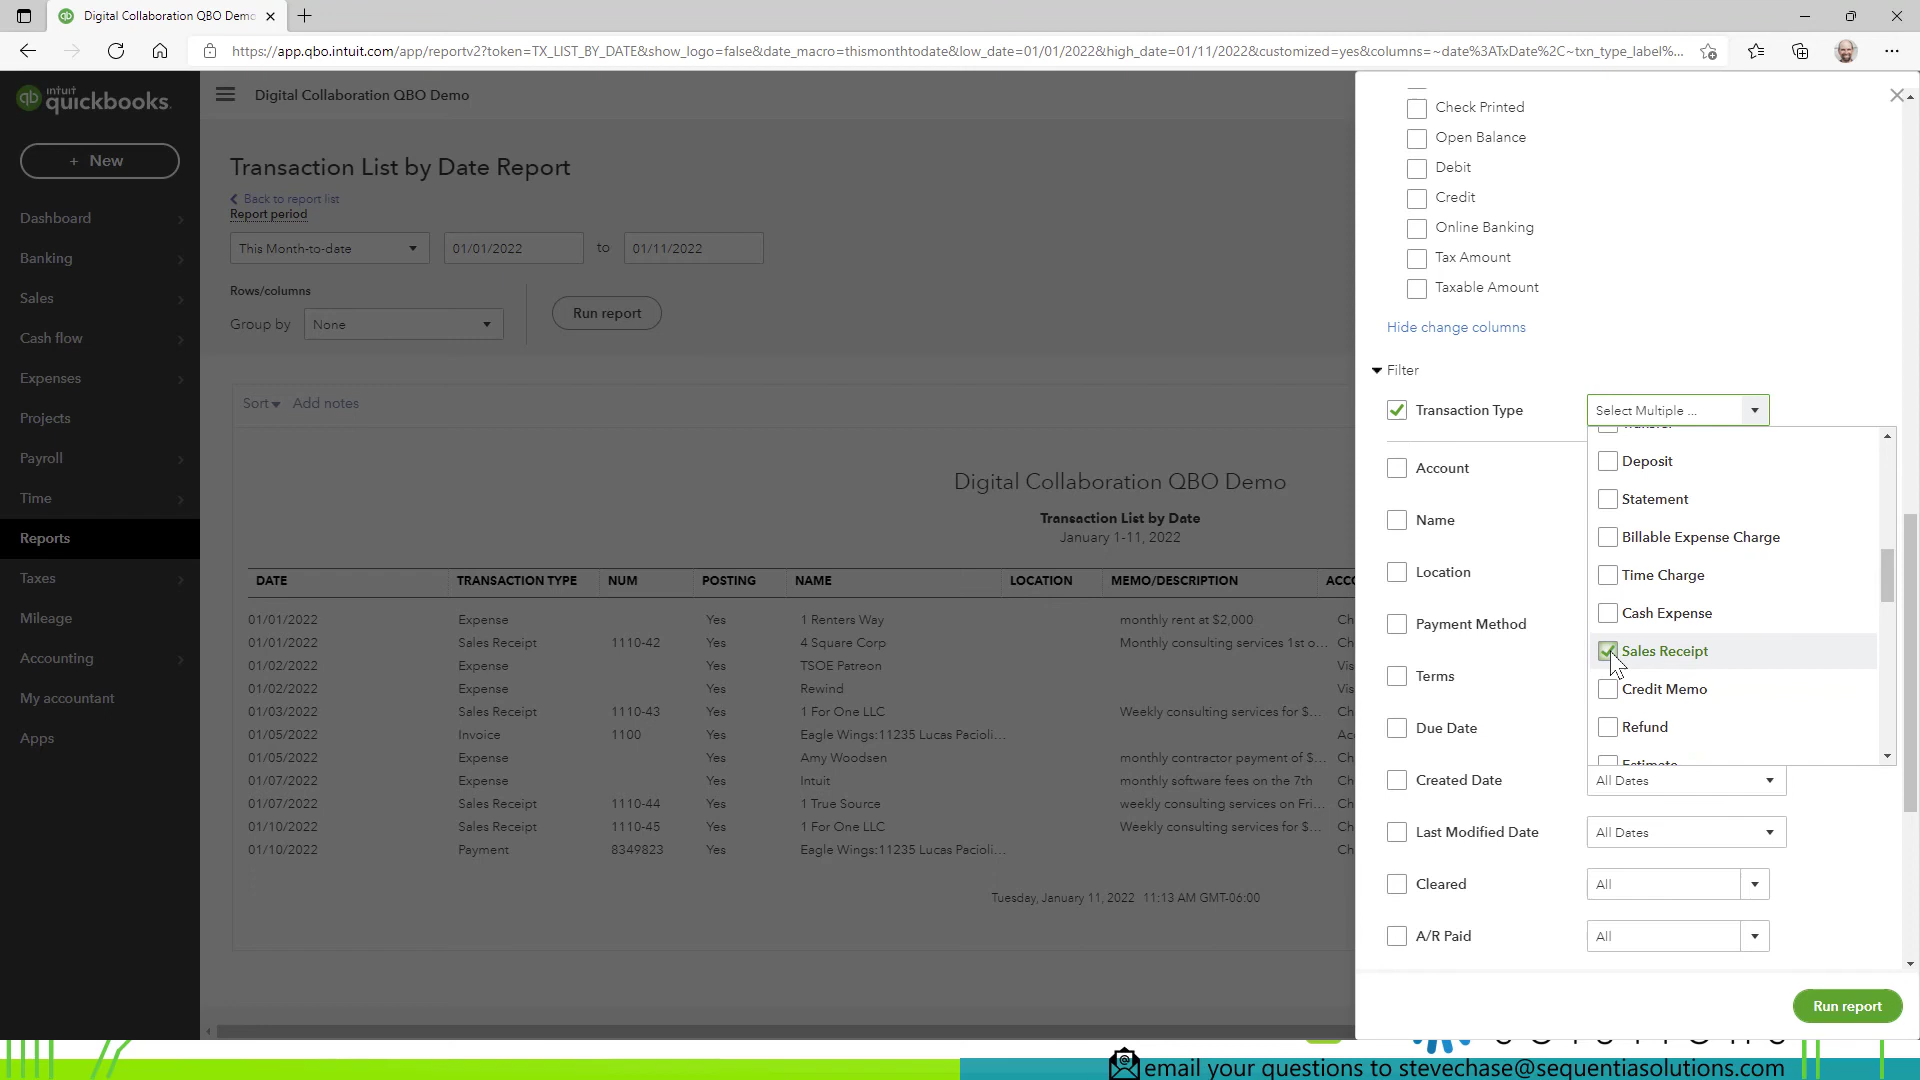 Digital Collaboration QBO Demo
https://app.qbo.intuit.com/app/reportv2?token=TX_LIST_BY_DATE&show_logo=false&date_macro=thismonthtodate&low_date=01/01/2022&high_date=01/11/2022&customized=yes&columns=~date%3ATxDate%2C~txn_type_label%...
intuit
quickbooks.
Digital Collaboration QBO Demo
+ New
Dashboard
Banking
Sales
Cash flow
Expenses
Projects
Payroll
Time
Reports
Taxes
Mileage
Accounting
My accountant
Apps
Transaction List by Date Report
Back to report list
Report period
This Month-to-date 01/01/2022 to 01/11/2022
Rows/columns
Group by None Run report
Sort Add notes
Digital Collaboration QBO Demo
Transaction List by Date
January 1-11, 2022
DATE TRANSACTION TYPE NUM POSTING NAME LOCATION MEMO/DESCRIPTION ACCO
01/01/2022 Expense Yes 1 Renters Way monthly rent at $2,000 Ch
01/01/2022 Sales Receipt 1110-42 Yes 4 Square Corp Monthly consulting services 1st o... Ch
01/02/2022 Expense Yes TSOE Patreon Vis
01/02/2022 Expense Yes Rewind Vis
01/03/2022 Sales Receipt 1110-43 Yes 1 For One LLC Weekly consulting services for $... Ch
01/05/2022 Invoice 1100 Yes Eagle Wings:11235 Lucas Pacioli... Acc
01/05/2022 Expense Yes Amy Woodsen monthly contractor payment of $... Ch
01/07/2022 Expense Yes Intuit monthly software fees on the 7th Ch
01/07/2022 Sales Receipt 1110-44 Yes 1 True Source weekly consulting services on Fri... Ch
01/10/2022 Sales Receipt 1110-45 Yes 1 For One LLC Weekly consulting services for $... Ch
01/10/2022 Payment 8349823 Yes Eagle Wings:11235 Lucas Pacioli... Ch
Tuesday, January 11, 2022 11:13 AM GMT-06:00
Check Printed
Open Balance
Debit
Credit
Online Banking
Tax Amount
Taxable Amount
Hide change columns
Filter
Transaction Type Select Multiple ...
Account
Name
Location
Payment Method
Terms
Due Date
Deposit
Statement
Billable Expense Charge
Time Charge
Cash Expense
Sales Receipt
Credit Memo
Refund
Estimate
Created Date All Dates
Last Modified Date All Dates
Cleared All
A/R Paid All
Run report
email your questions to stevechase@sequentiasolutions.com